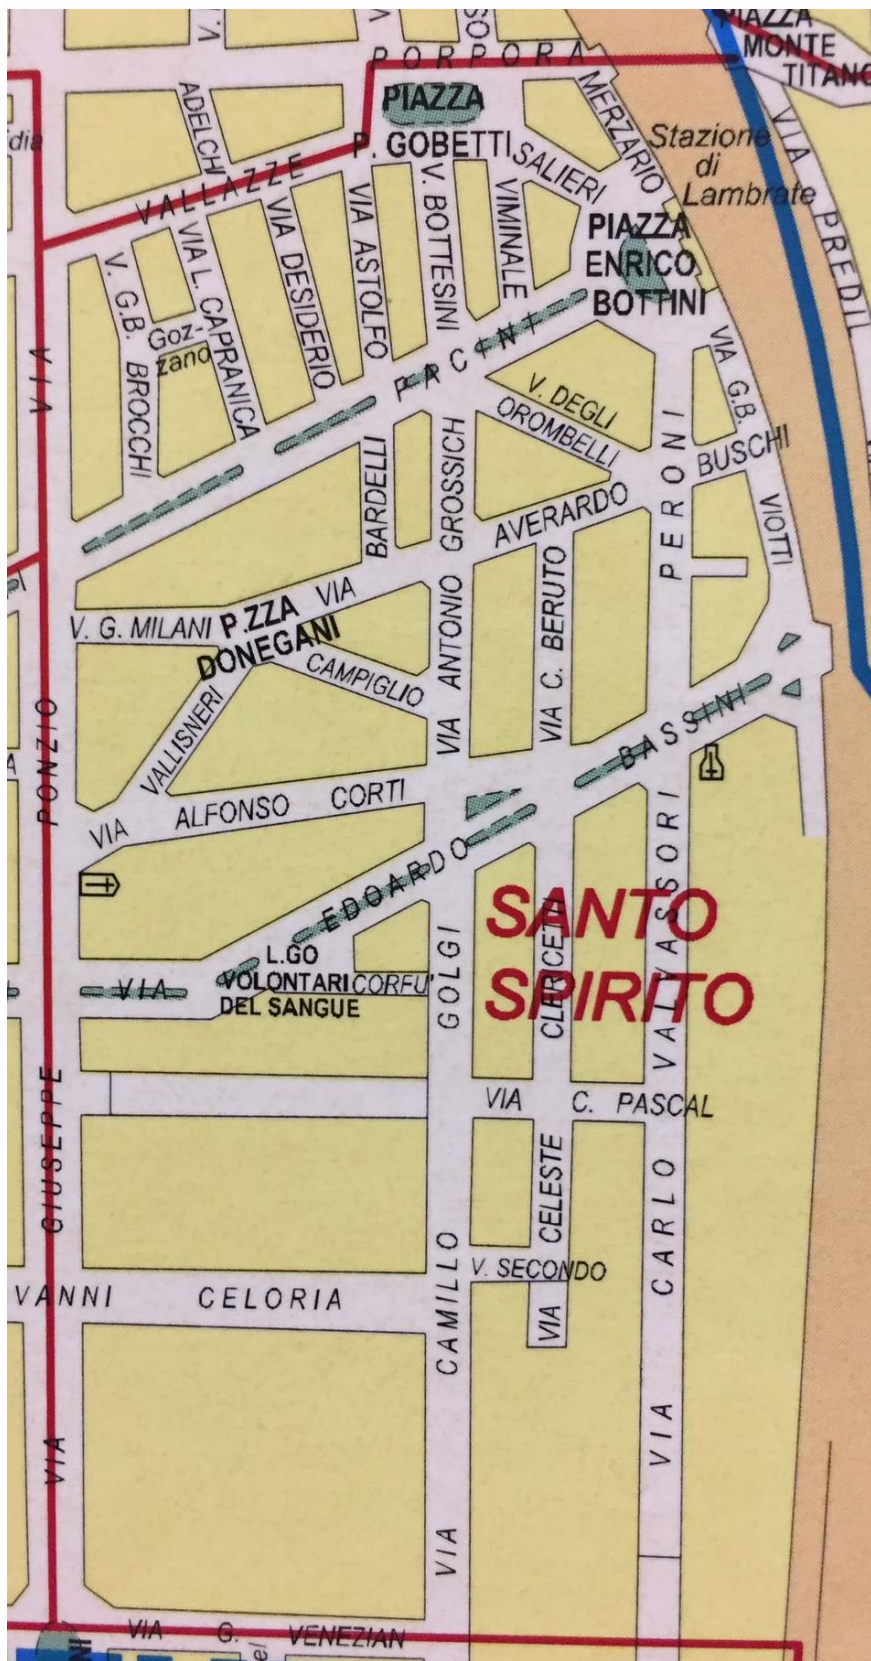 PIAZZA
MONTE
TITANO
PORPORA
PIAZZA
P. GOBETTI
SALIERI
MERZARIO
Stazione
di
Lambrate
VIA PREDIL
ADELCHI
VALLAZZE
V. G.B. BROCCHI
VIA L. CAPRANICA
VIA DESIDERIO
VIA ASTOLFO
V. BOTTESINI
VIMINALE
PIAZZA
ENRICO
BOTTINI
Goz-
zano
PACINI
V. DEGLI
OROMBELLI
VIA G.B.
VIOTTI
BUSCHI
PERONI
BARDELLI
GROSSICH
VIA ANTONIO
VIA AVERARDO
VIA C. BERUTO
V. G. MILANI
P.ZZA
DONEGANI
CAMPIGLIO
VALLISNERI
VIA ALFONSO CORTI
VIA EDOARDO BASSINI
L.GO
VOLONTARI
DEL SANGUE
CORFU'
SANTO
SPIRITO
VIA GIUSEPPE PONZIO
VIA
VIA CAMILLO GOLGI
VIA CELESTE CLERICETTI
VIA CARLO VALVASSORI
VIA C. PASCAL
V. SECONDO
VANNI CELORIA
VIA G. VENEZIAN